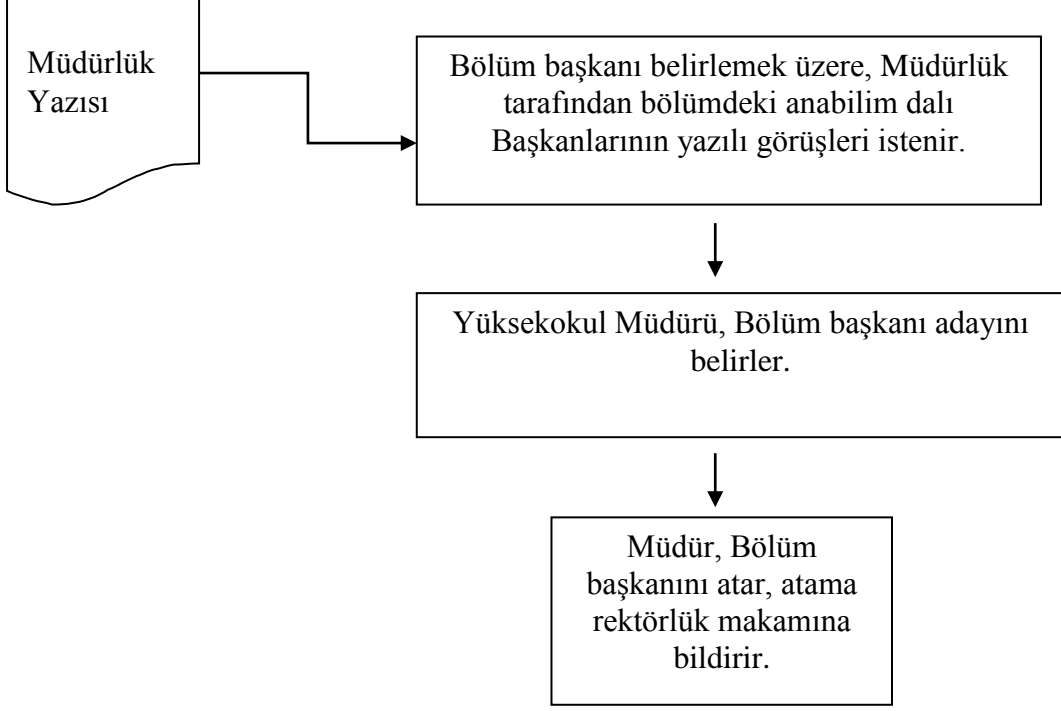 Müdürlük
Yazısı
Bölüm başkanı belirlemek üzere, Müdürlük
tarafından bölümdeki anabilim dalı
Başkanlarının yazılı görüşleri istenir.
Yüksekokul Müdürü, Bölüm başkanı adayını
belirler.
Müdür, Bölüm
başkanını atar, atama
rektörlük makamına
bildirir.